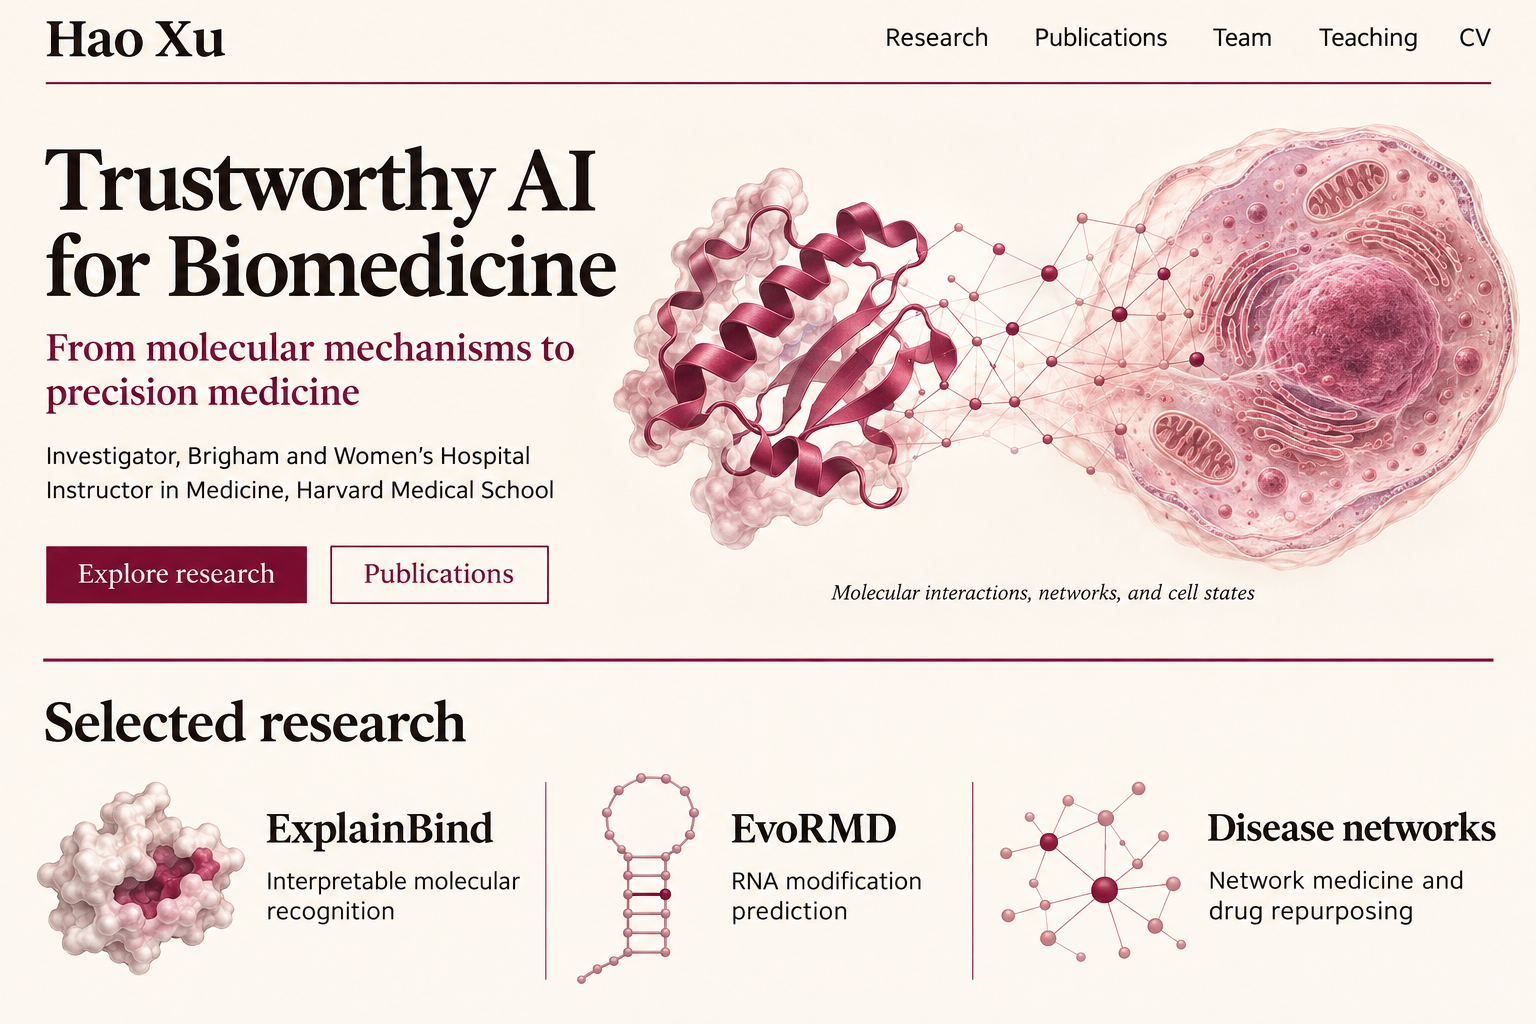 Hao Xu
Research Publications Team Teaching CV
Trustworthy AI
for Biomedicine
From molecular mechanisms to
precision medicine
Investigator, Brigham and Women’s Hospital
Instructor in Medicine, Harvard Medical School
Explore research
Publications
Molecular interactions, networks, and cell states
Selected research
ExplainBind
Interpretable molecular
recognition
EvoRMD
RNA modification
prediction
Disease networks
Network medicine and
drug repurposing